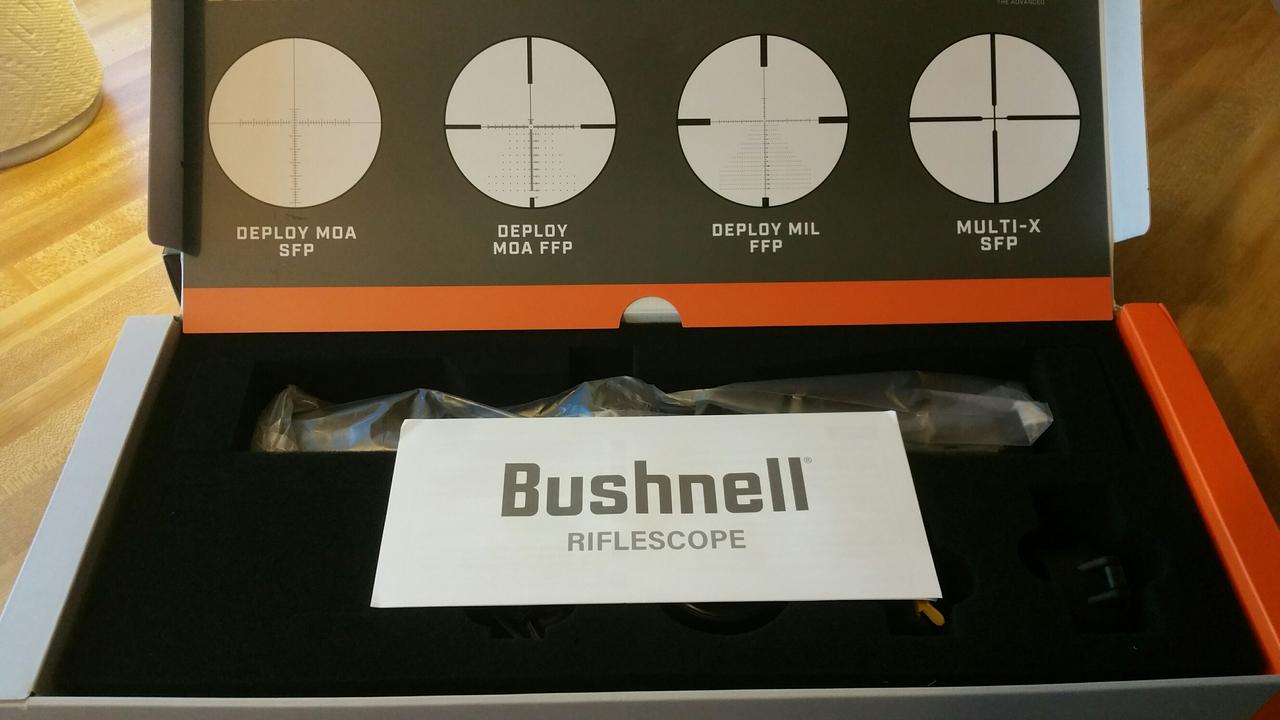 THE ADVANCED
DEPLOY MOA
SFP
DEPLOY
MOA FFP
DEPLOY MIL
FFP
MULTI-X
SFP
Bushnell®
RIFLESCOPE